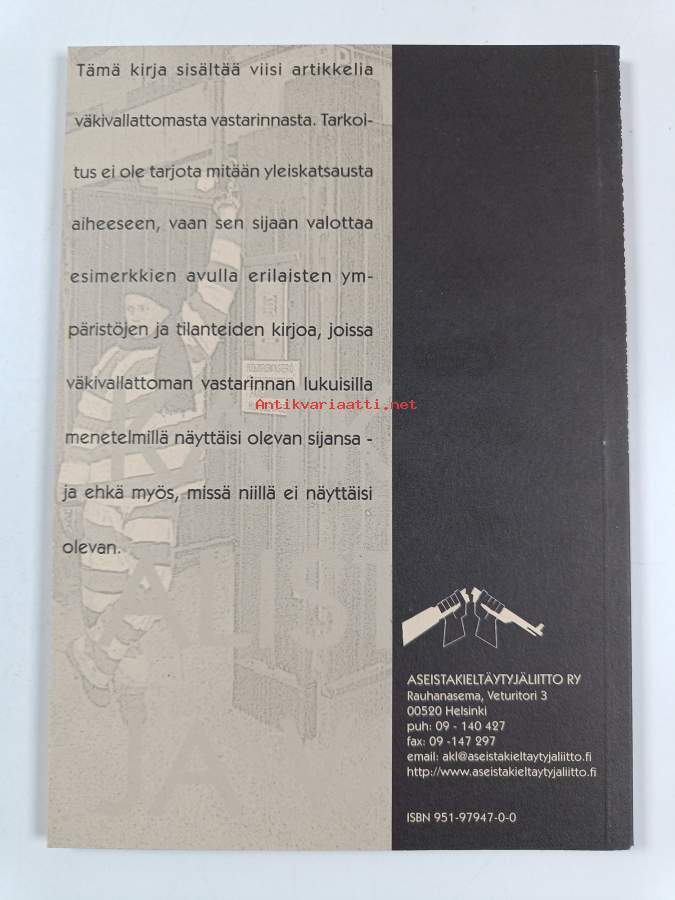 Tämä kirja sisältää viisi artikkelia
väkivallattomasta vastarinnasta. Tarkoi-
tus ei ole tarjota mitään yleiskatsausta
aiheeseen, vaan sen sijaan valottaa
esimerkkien avulla erilaisten ym-
päristöjen ja tilanteiden kirjoa, joissa
väkivallattoman vastarinnan lukuisilla
Antikvariaatti.net
menetelmillä näyttäisi olevan sijansa -
ja ehkä myös, missä niillä ei näyttäisi
olevan.
ASEISTAKIELTÄYTYJÄLIITTO RY
Rauhanasema, Veturitori 3
00520 Helsinki
puh: 09 - 140 427
fax: 09 -147 297
email: akl@aseistakieltaytyjaliitto.fi
http://www.aseistakieltaytyjaliitto.fi
ISBN 951-97947-0-0